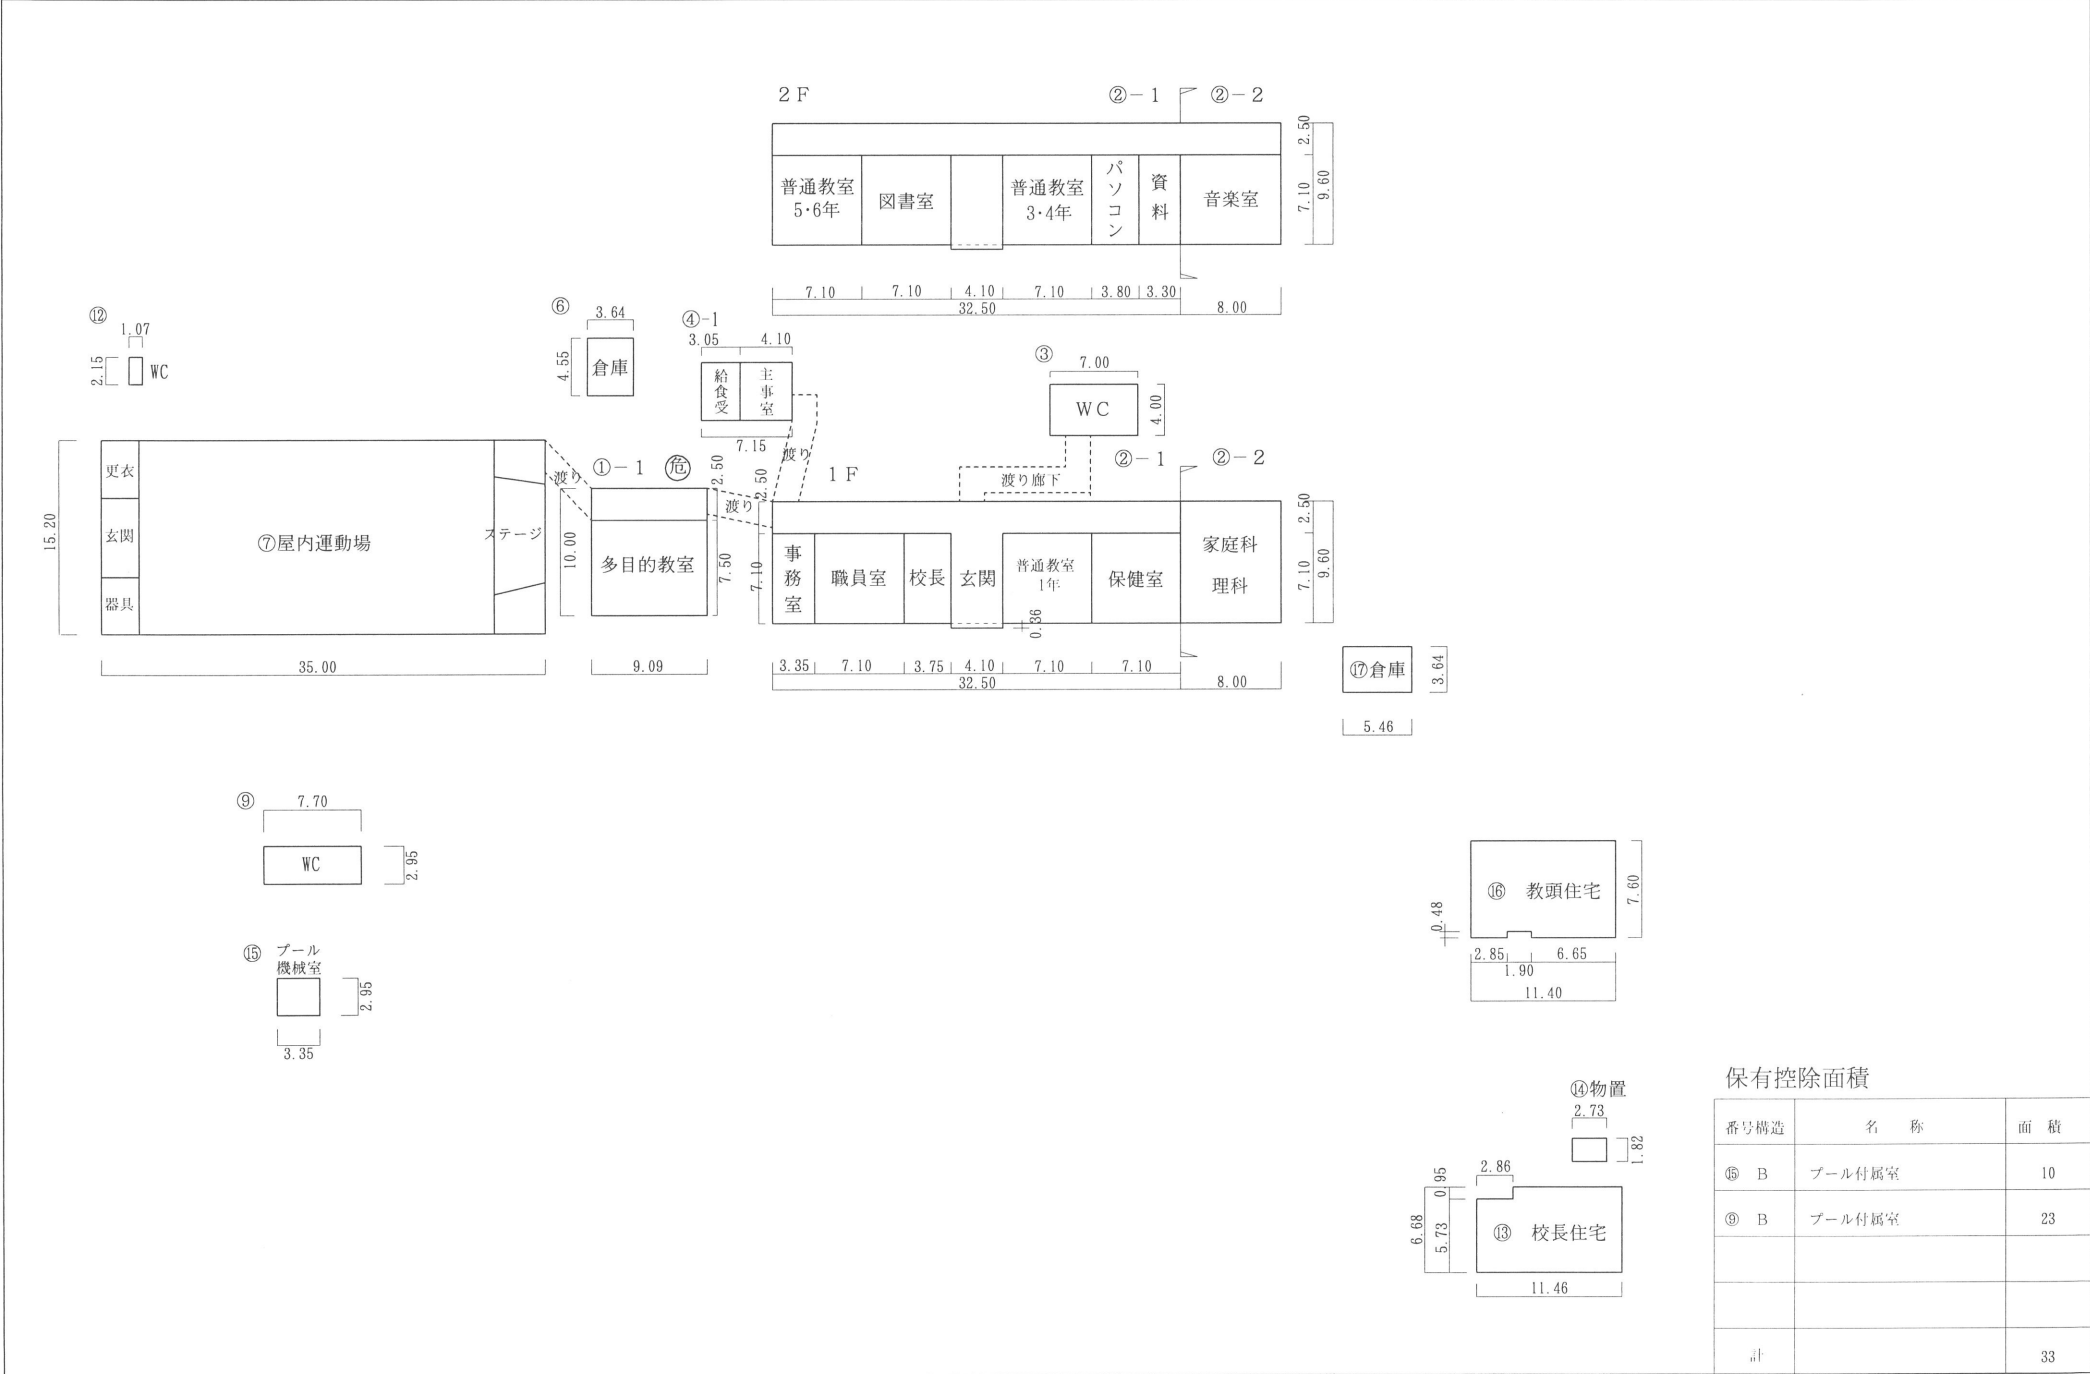 2F
②-1
②-2
普通教室
5・6年
図書室
普通教室
3・4年
パソコン
資料
音楽室
2.50
7.10
9.60
7.10
7.10
4.10
7.10
3.80
3.30
32.50
8.00
⑫
1.07
2.15
WC
⑥
3.64
4.55
倉庫
④-1
3.05
4.10
給食受
主事室
7.15
渡り
③
7.00
WC
4.00
渡り廊下
15.20
更衣
玄関
器具
⑦屋内運動場
ステージ
35.00
渡り
①-1
危
10.00
多目的教室
2.50
7.50
9.09
渡り
1F
②-1
②-2
2.50
7.10
事務室
職員室
校長
玄関
普通教室
1年
保健室
家庭科
理科
0.36
2.50
7.10
9.60
3.35
7.10
3.75
4.10
7.10
7.10
32.50
8.00
⑰倉庫
3.64
5.46
⑨
7.70
WC
2.95
⑮
プール
機械室
2.95
3.35
⑯ 教頭住宅
7.60
0.48
2.85
1.90
6.65
11.40
⑭物置
2.73
1.82
2.86
0.95
6.68
5.73
⑬ 校長住宅
11.46
保有控除面積
番号構造 名 称 面 積
⑮ B プール付属室 10
⑨ B プール付属室 23
計 33